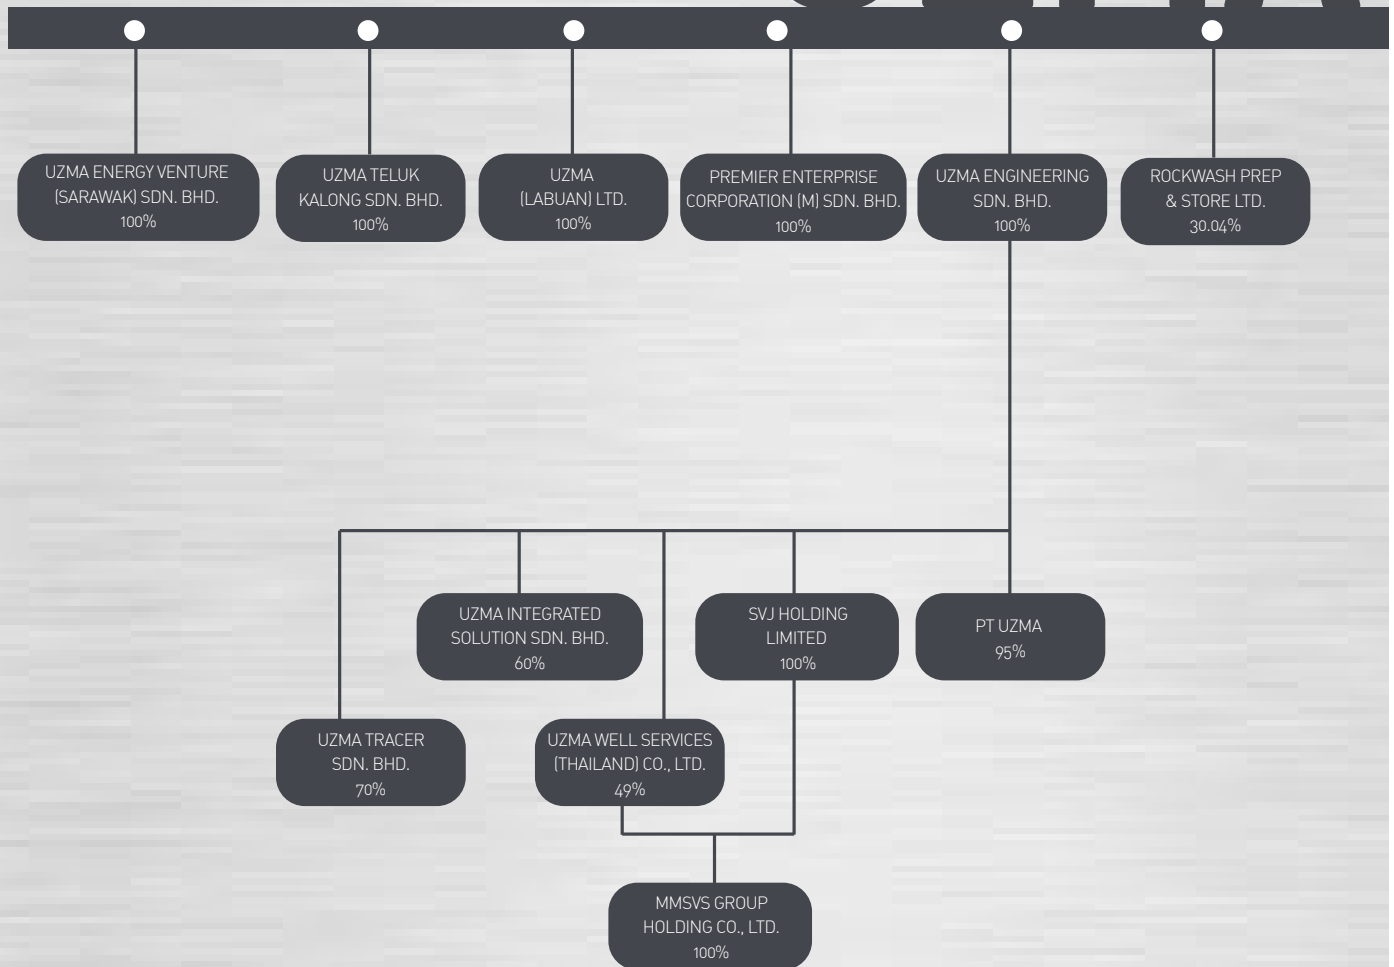 UZMA ENERGY VENTURE
(SARAWAK) SDN. BHD.
100%
UZMA TELUK
KALONG SDN. BHD.
100%
UZMA
(LABUAN) LTD.
100%
PREMIER ENTERPRISE
CORPORATION (M) SDN. BHD.
100%
UZMA ENGINEERING
SDN. BHD.
100%
ROCKWASH PREP
& STORE LTD.
30.04%
UZMA INTEGRATED
SOLUTION SDN. BHD.
60%
SVJ HOLDING
LIMITED
100%
PT UZMA
95%
UZMA TRACER
SDN. BHD.
70%
UZMA WELL SERVICES
(THAILAND) CO., LTD.
49%
MMSVS GROUP
HOLDING CO., LTD.
100%